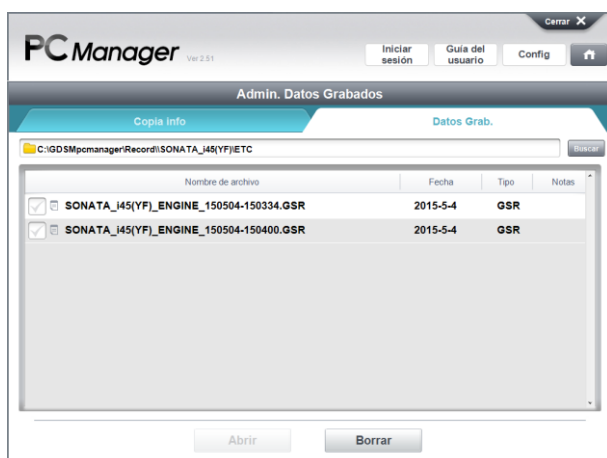 Cerrar X
PC Manager Ver 2.51
Iniciar sesión
Guía del usuario
Config
Admin. Datos Grabados
Copia info
Datos Grab.
C:\GDSMpcmanager\Record\\SONATA_i45(YF)\ETC
Buscar
Nombre de archivo Fecha Tipo Notas
SONATA_i45(YF)_ENGINE_150504-150334.GSR 2015-5-4 GSR
SONATA_i45(YF)_ENGINE_150504-150400.GSR 2015-5-4 GSR
Abrir
Borrar